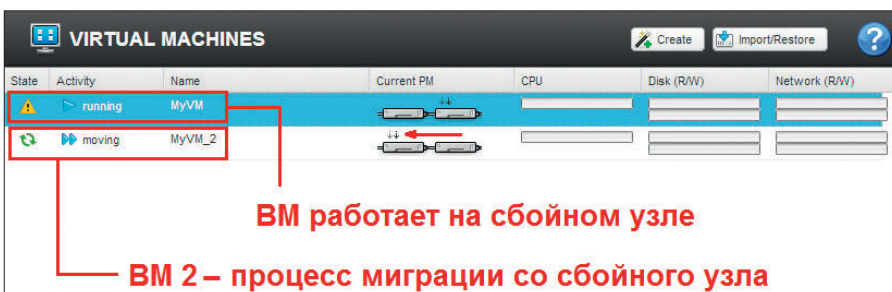 VIRTUAL MACHINES
Create
Import/Restore
?
State Activity Name Current PM CPU Disk (R/W) Network (R/W)
running MyVM
moving MyVM_2
ВМ работает на сбойном узле
ВМ 2 – процесс миграции со сбойного узла